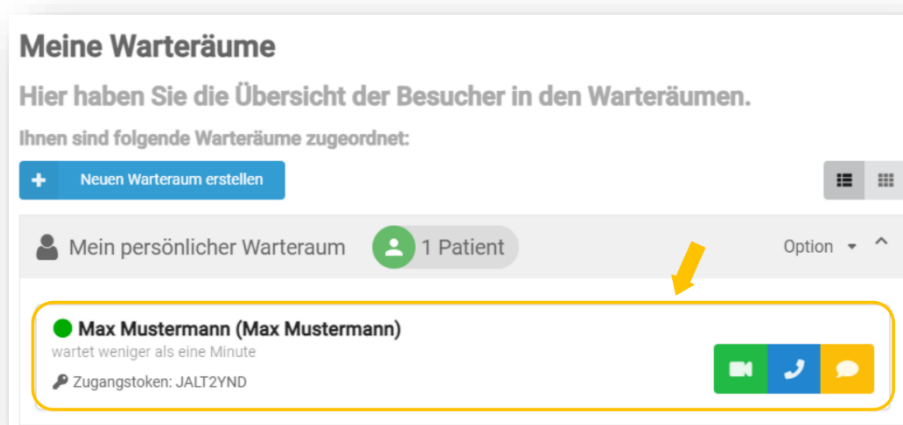 Meine Warteräume
Hier haben Sie die Übersicht der Besucher in den Warteräumen.
Ihnen sind folgende Warteräume zugeordnet:
Neuen Warteraum erstellen
Mein persönlicher Warteraum 1 Patient Option
Max Mustermann (Max Mustermann)
wartet weniger als eine Minute
Zugangstoken: JALT2YND